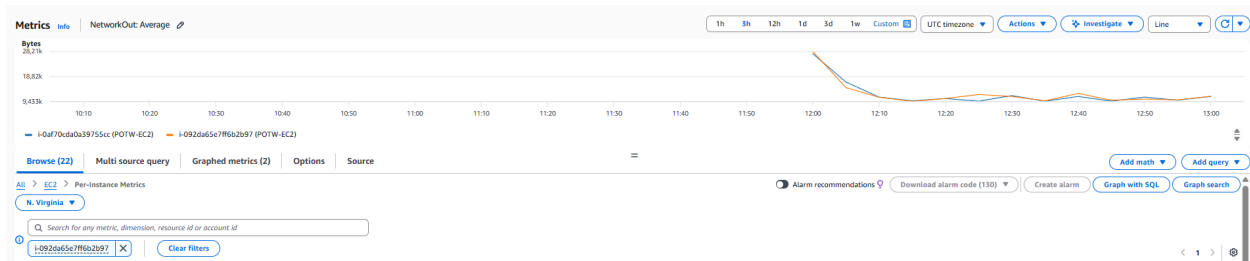 Metrics Info NetworkOut: Average 1h 3h 12h 1d 3d 1w Custom UTC timezone Actions Investigate Line
Bytes
28,21k
18,82k
9,433k
10:10 10:20 10:30 10:40 10:50 11:00 11:10 11:20 11:30 11:40 11:50 12:00 12:10 12:20 12:30 12:40 12:50 13:00
i-0af70cda0a39755cc (POTW-EC2) i-092da65e7ff6b2b97 (POTW-EC2)
Browse (22) Multi source query Graphed metrics (2) Options Source Add math Add query
All > EC2 > Per-Instance Metrics Alarm recommendations Download alarm code (130) Create alarm Graph with SQL Graph search
N. Virginia
Search for any metric, dimension, resource id or account id
i-092da65e7ff6b2b97 Clear filters < 1 >